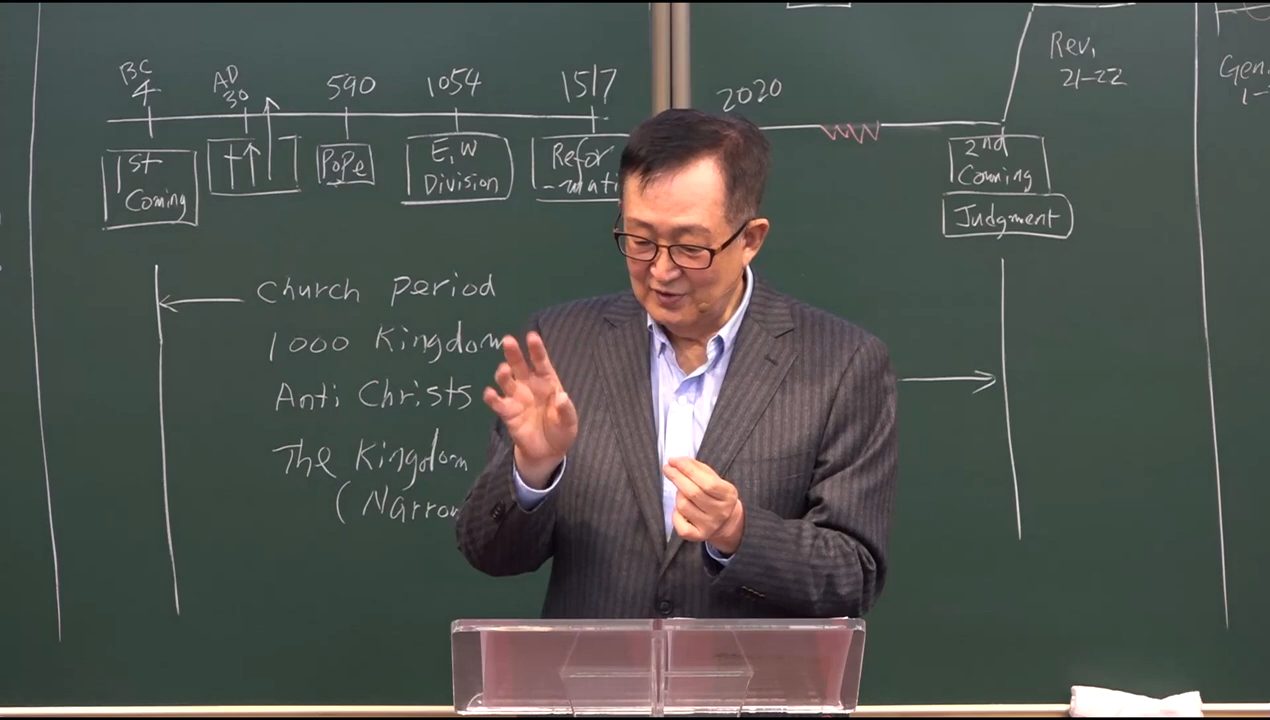 BC
4
AD
30
590
1054
1517
2020
Rev.
21-22
Gen.
1st
Coming
PoPe
E, W
Division
Refor
-mati
2nd
Coming
Judgment
Church Period
1000 Kingdom
Anti Christs
The Kingdom
(Narrow